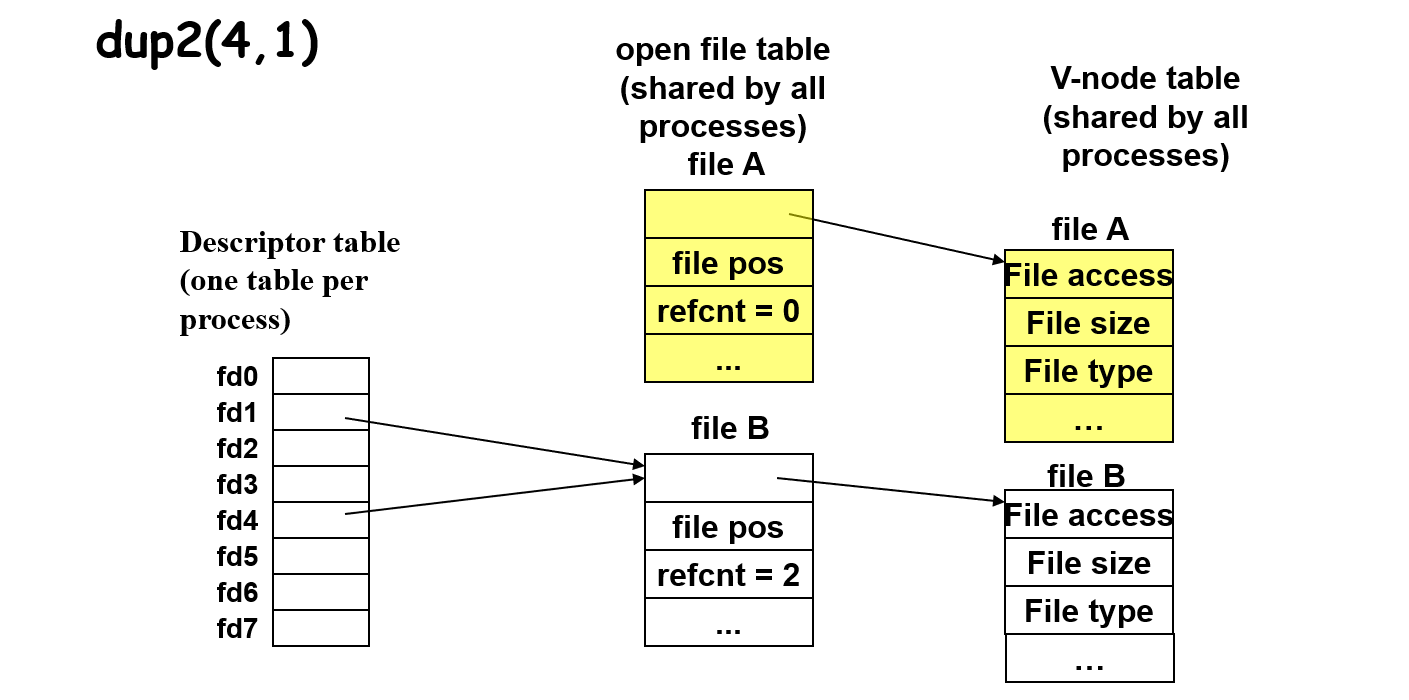 dup2(4,1)
open file table
(shared by all
processes)
file A
V-node table
(shared by all
processes)
Descriptor table
(one table per
process)
fd0
fd1
fd2
fd3
fd4
fd5
fd6
fd7
file pos
refcnt = 0
...
file B
file pos
refcnt = 2
...
file A
File access
File size
File type
...
file B
File access
File size
File type
...